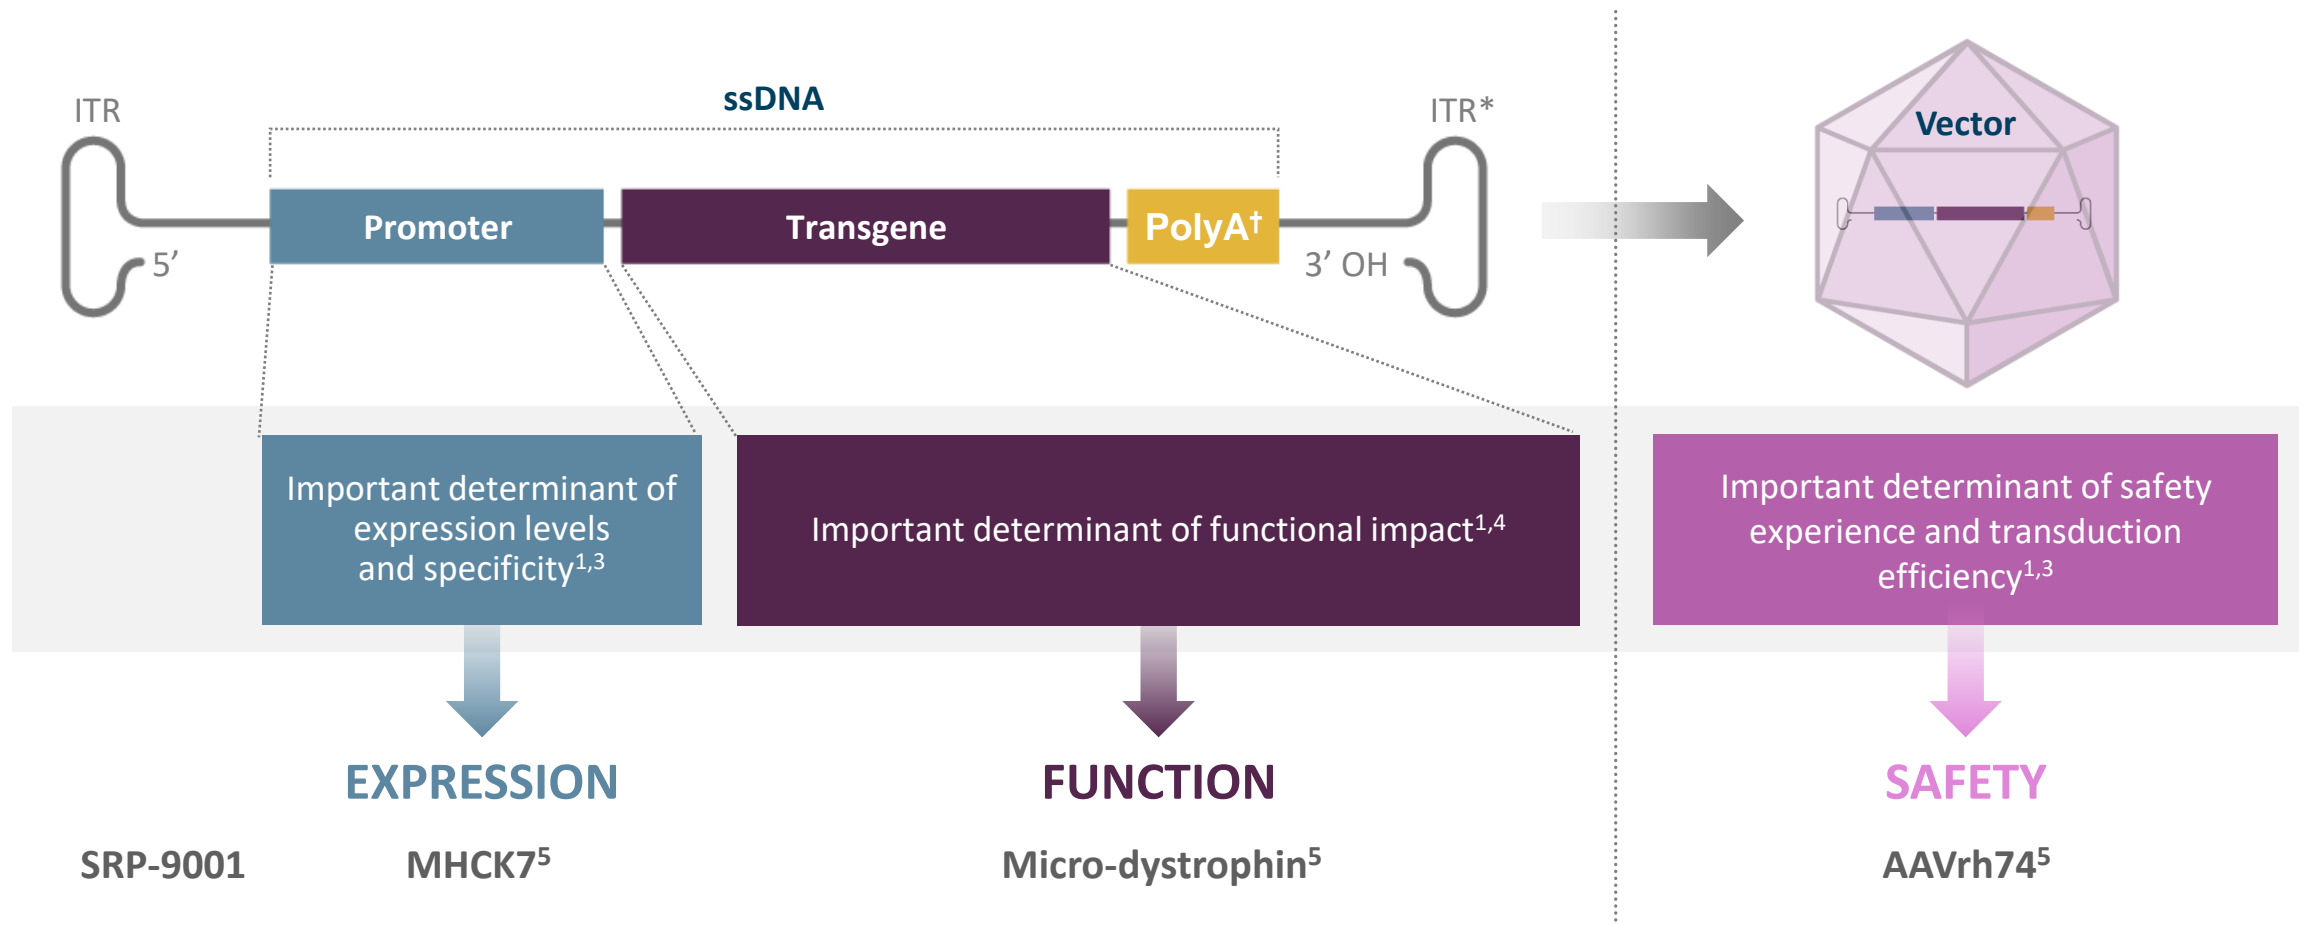 ssDNA
ITR
ITR*
Vector
Promoter
Transgene
PolyA†
5’
3’ OH
Important determinant of
expression levels
and specificity1,3
Important determinant of functional impact1,4
Important determinant of safety
experience and transduction
efficiency1,3
EXPRESSION
FUNCTION
SAFETY
SRP-9001
MHCK75
Micro-dystrophin5
AAVrh745